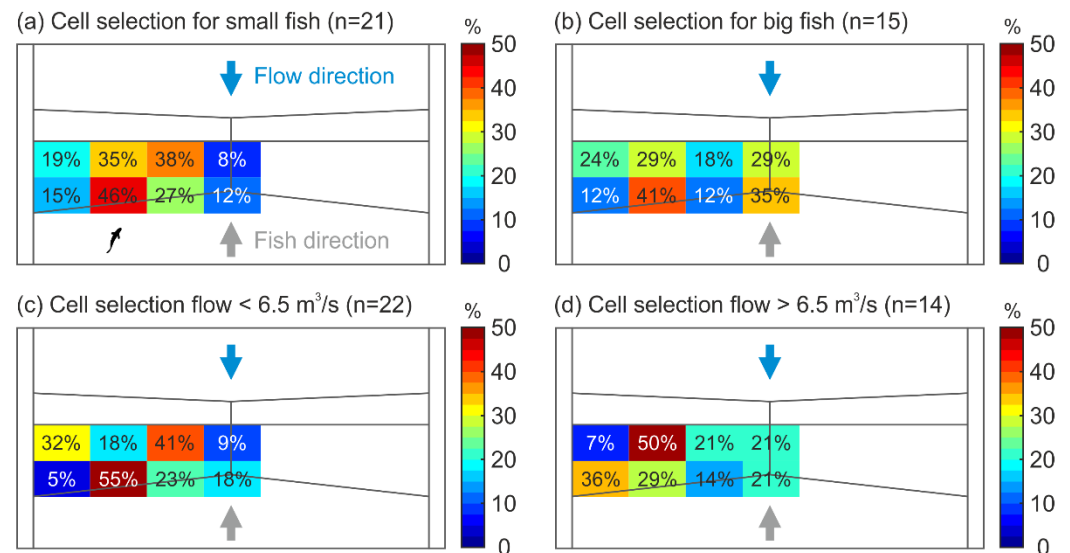 (a) Cell selection for small fish (n=21)
%
50
40
30
20
10
0
Flow direction
19% 35% 38% 8%
15% 46% 27% 12%
Fish direction
(b) Cell selection for big fish (n=15)
%
50
40
30
20
10
0
24% 29% 18% 29%
12% 41% 12% 35%
(c) Cell selection flow < 6.5 m³/s (n=22)
%
50
40
30
20
10
0
32% 18% 41% 9%
5% 55% 23% 18%
(d) Cell selection flow > 6.5 m³/s (n=14)
%
50
40
30
20
10
0
7% 50% 21% 21%
36% 29% 14% 21%